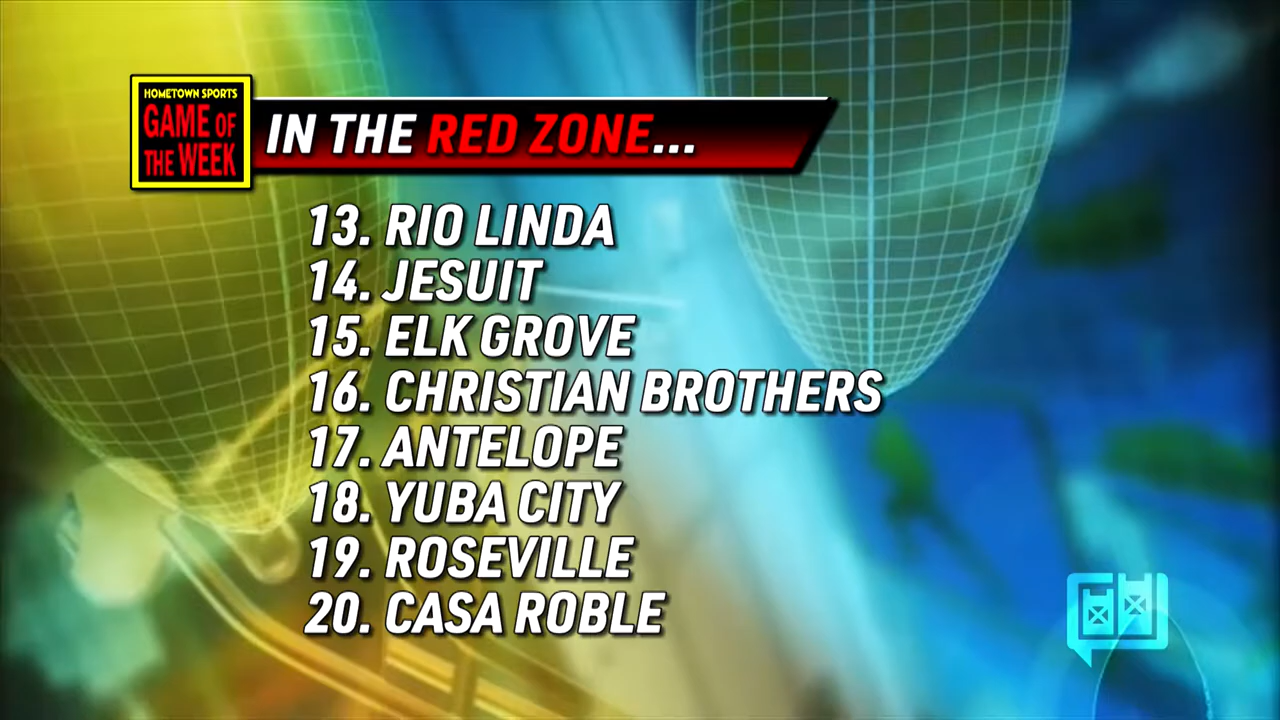 HOMETOWN SPORTS
GAME OF
THE WEEK
IN THE RED ZONE...
13. RIO LINDA
14. JESUIT
15. ELK GROVE
16. CHRISTIAN BROTHERS
17. ANTELOPE
18. YUBA CITY
19. ROSEVILLE
20. CASA ROBLE